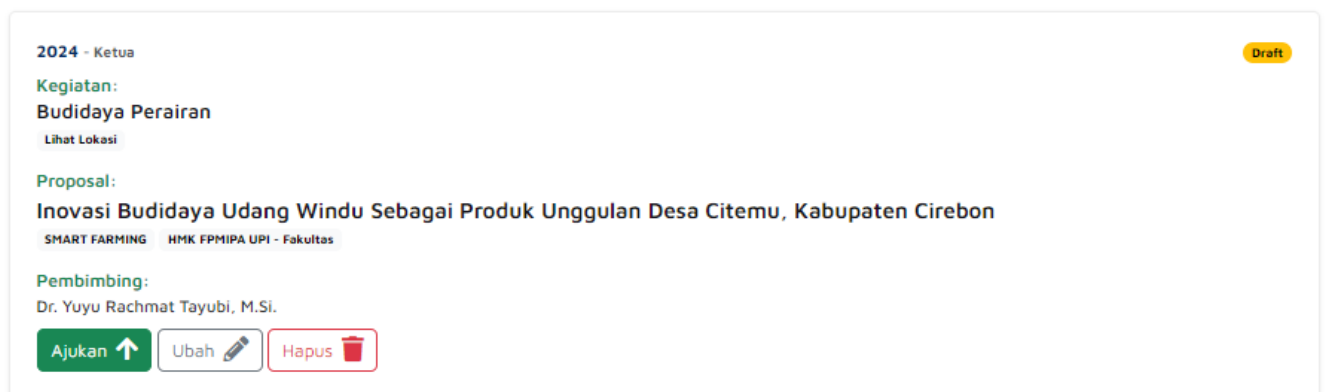 2024 - Ketua
Draft
Kegiatan:
Budidaya Perairan
Lihat Lokasi
Proposal:
Inovasi Budidaya Udang Windu Sebagai Produk Unggulan Desa Citemu, Kabupaten Cirebon
SMART FARMING HMK FPMIPA UPI - Fakultas
Pembimbing:
Dr. Yuyu Rachmat Tayubi, M.Si.
Ajukan Ubah Hapus